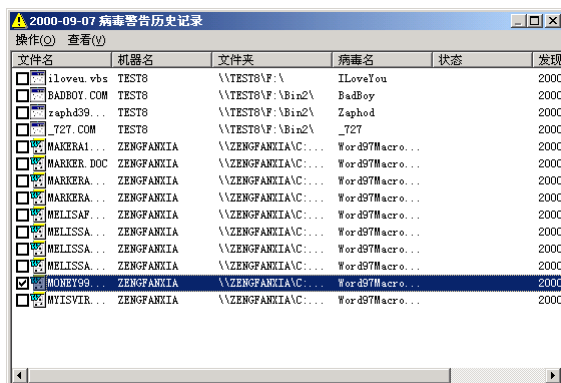 2000-09-07 病毒警告历史记录
操作(O) 查看(V)
文件名 机器名 文件夹 病毒名 状态 发现
iloveu.vbs TEST8 \\TEST8\F:\ ILoveYou 2000
BADBOY.COM TEST8 \\TEST8\F:\Bin2\ BadBoy 2000
zaphd39... TEST8 \\TEST8\F:\Bin2\ Zaphod 2000
_727.COM TEST8 \\TEST8\F:\Bin2\ _727 2000
MAKERA1... ZENGFANXIA \\ZENGFANXIA\C:... Word97Macro... 2000
MARKER.DOC ZENGFANXIA \\ZENGFANXIA\C:... Word97Macro... 2000
MARKERA... ZENGFANXIA \\ZENGFANXIA\C:... Word97Macro... 2000
MARKERA... ZENGFANXIA \\ZENGFANXIA\C:... Word97Macro... 2000
MELISAF... ZENGFANXIA \\ZENGFANXIA\C:... Word97Macro... 2000
MELISSA... ZENGFANXIA \\ZENGFANXIA\C:... Word97Macro... 2000
MELISSA... ZENGFANXIA \\ZENGFANXIA\C:... Word97Macro... 2000
MELISSA... ZENGFANXIA \\ZENGFANXIA\C:... Word97Macro... 2000
MONEY99... ZENGFANXIA \\ZENGFANXIA\C:... Word97Macro... 2000
MYISVIR... ZENGFANXIA \\ZENGFANXIA\C:... Word97Macro... 2000